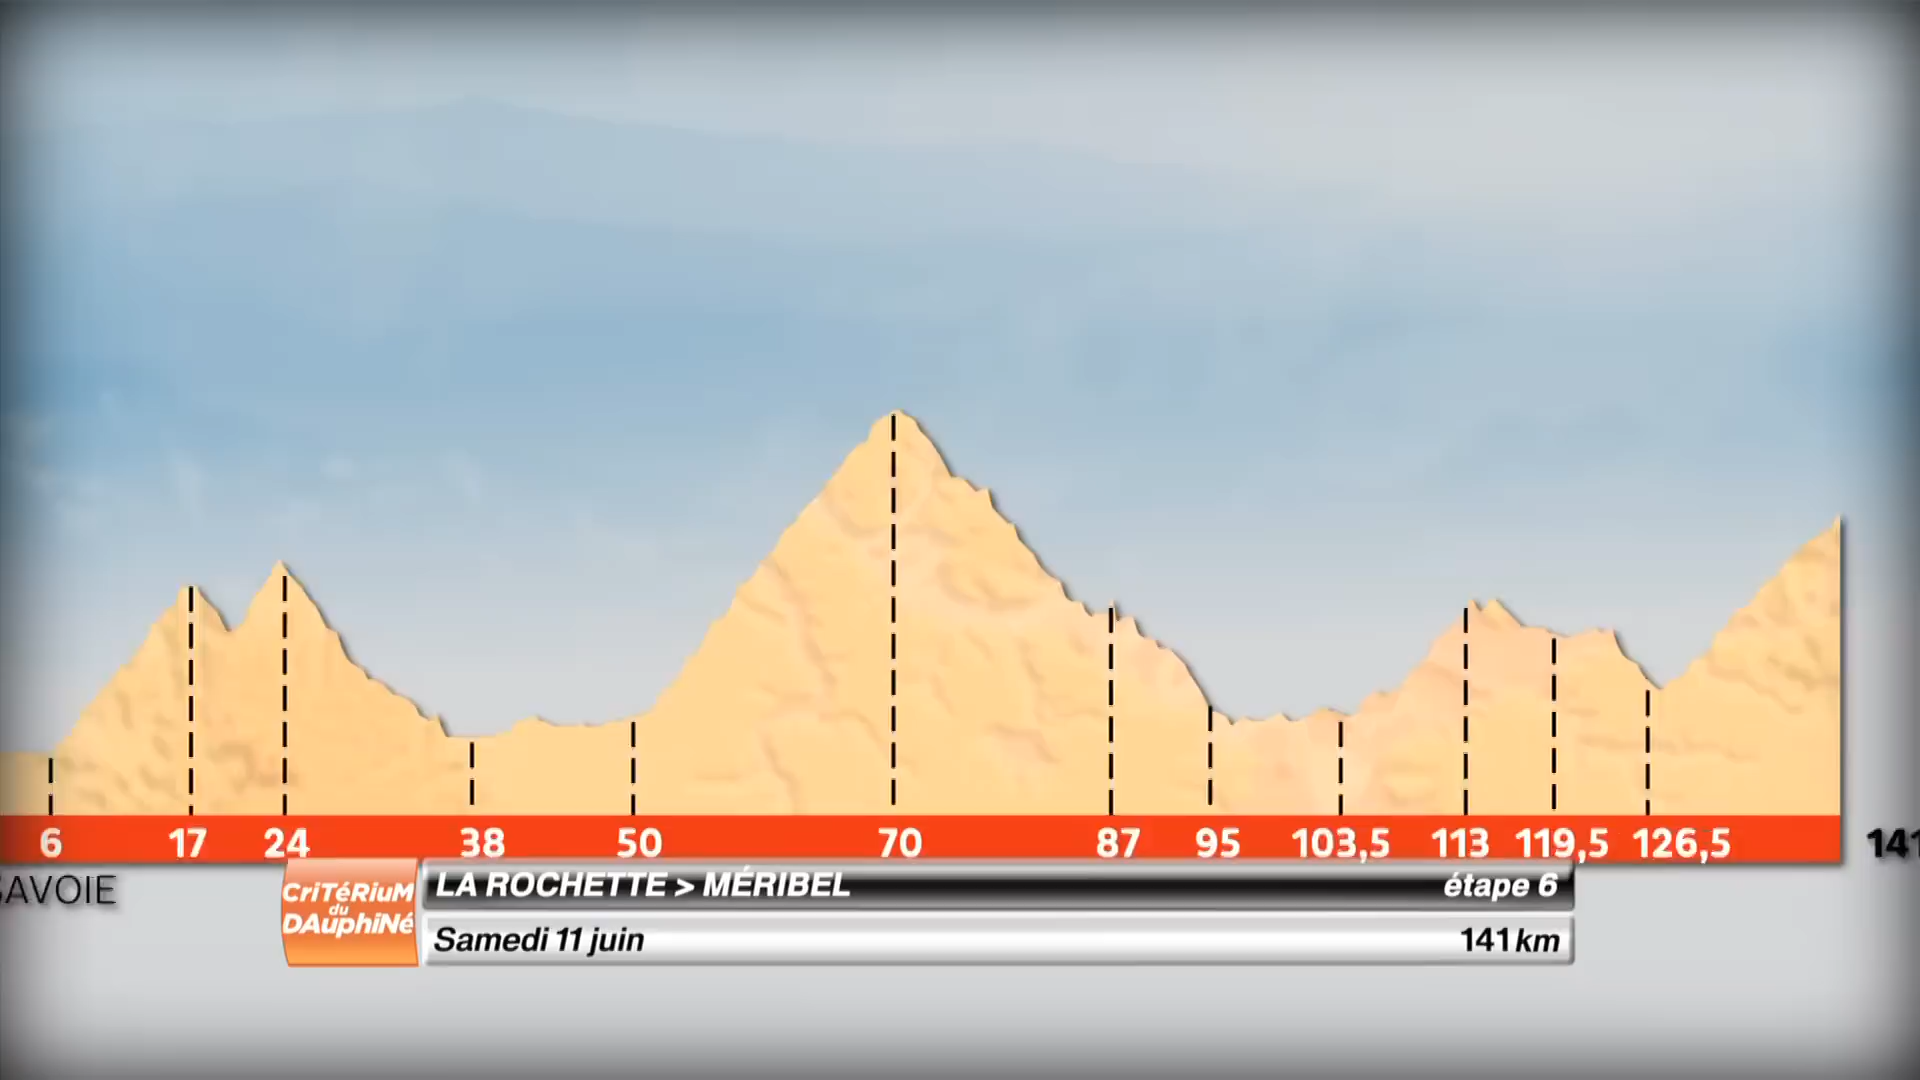 6 17 24 38 50 70 87 95 103,5 113 119,5 126,5 141
SAVOIE
CriTéRiuM
du
DAuphiNé
LA ROCHETTE > MÉRIBEL étape 6
Samedi 11 juin 141 km